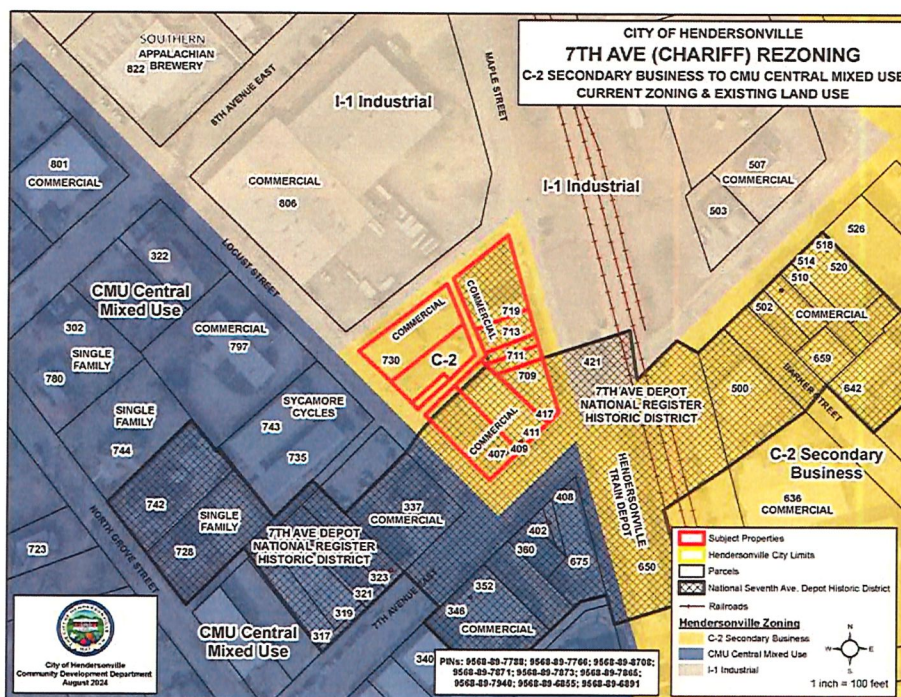 CITY OF HENDERSONVILLE
7TH AVE (CHARIFF) REZONING
C-2 SECONDARY BUSINESS TO CMU CENTRAL MIXED USE
CURRENT ZONING & EXISTING LAND USE
SOUTHERN
APPALACHIAN
BREWERY
822
8TH AVENUE EAST
MAPLE STREET
I-1 Industrial
801
COMMERCIAL
COMMERCIAL
806
I-1 Industrial
507
COMMERCIAL
503
LOCUST STREET
322
CMU Central
Mixed Use
302
SINGLE
FAMILY
780
COMMERCIAL
797
COMMERCIAL
730
C-2
COMMERCIAL
719
713
711
709
526
518
514
520
510
502
COMMERCIAL
659
642
BARKER STREET
421
7TH AVE DEPOT
NATIONAL REGISTER
HISTORIC DISTRICT
500
SINGLE
FAMILY
744
SYCAMORE
CYCLES
743
735
COMMERCIAL
417
411
409
407
HENDERSONVILLE
TRAIN DEPOT
650
C-2 Secondary
Business
636
COMMERCIAL
742
SINGLE
FAMILY
728
NORTH GROVE STREET
723
7TH AVE DEPOT
NATIONAL REGISTER
HISTORIC DISTRICT
337
COMMERCIAL
408
402
360
675
323
321
319
317
7TH AVENUE EAST
352
346
COMMERCIAL
340
CMU Central
Mixed Use
City of Hendersonville
Community Development Department
August 2024
PINs: 9568-89-7788; 9568-89-7766; 9568-89-8708;
9568-89-7871; 9568-89-7873; 9568-89-7865;
9568-89-7940; 9568-89-6855; 9568-89-6891
Subject Properties
Hendersonville City Limits
Parcels
National Seventh Ave. Depot Historic District
Railroads
Hendersonville Zoning
C-2 Secondary Business
CMU Central Mixed Use
I-1 Industrial
N
W
E
S
1 inch = 100 feet